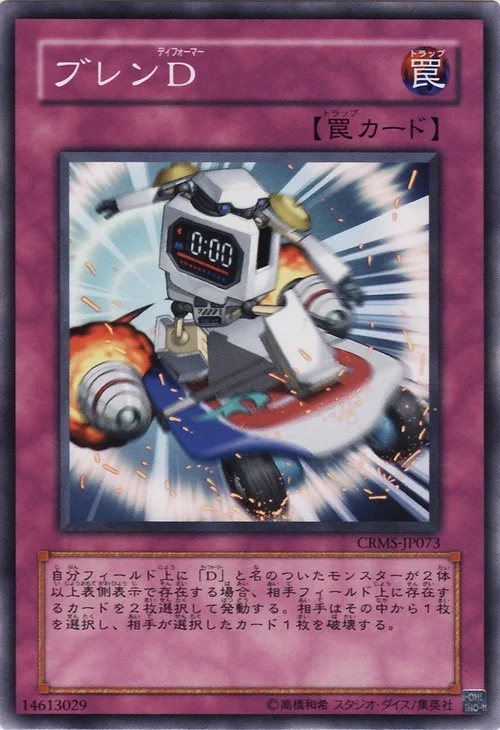 ディフォーマー
ブレンD
トラップ
罠
トラップ
【罠カード】
0:00
CRMS-JP073
自分フィールド上に「D」と名のついたモンスターが2体
以上表側表示で存在する場合、相手フィールド上に存在す
るカードを2枚選択して発動する。相手はその中から1枚
を選択し、相手が選択したカード1枚を破壊する。
14613029
©高橋和希 スタジオ・ダイス/集英社